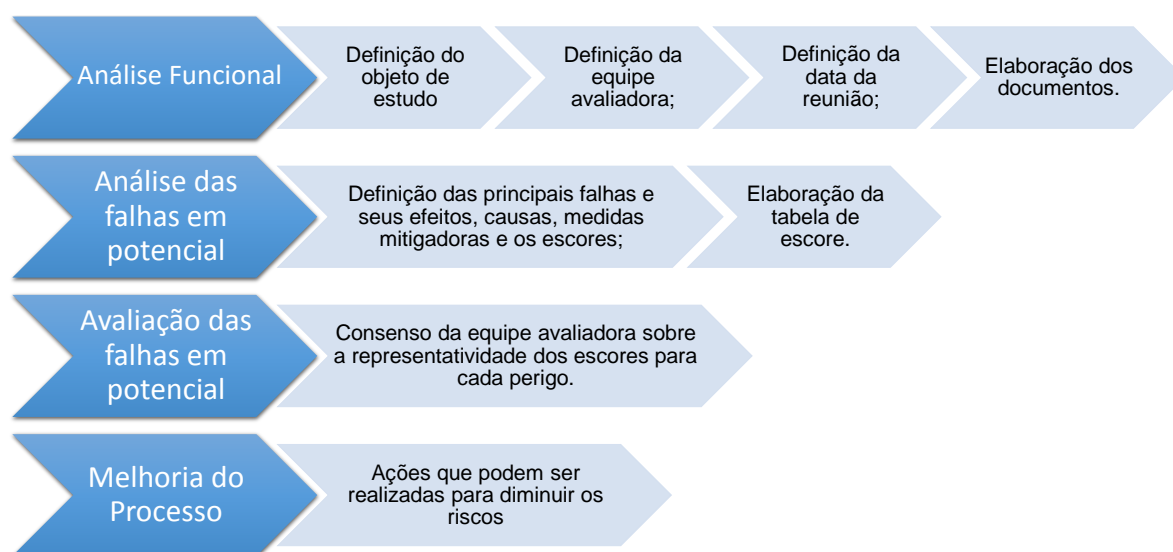 Análise Funcional
Definição do
objeto de
estudo
Definição da
equipe
avaliadora;
Definição da
data da
reunião;
Elaboração dos
documentos.
Análise das
falhas em
potencial
Definição das principais falhas e
seus efeitos, causas, medidas
mitigadoras e os escores;
Elaboração da
tabela de
escore.
Avaliação das
falhas em
potencial
Consenso da equipe avaliadora sobre
a representatividade dos escores para
cada perigo.
Melhoria do
Processo
Ações que podem ser
realizadas para diminuir os
riscos